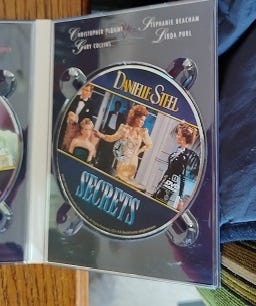 CHRISTOPHER PLUMMER STEPHANIE BEACHAM
GARY COLLINS LINDA PURL
DANIELLE STEEL
SECRETS